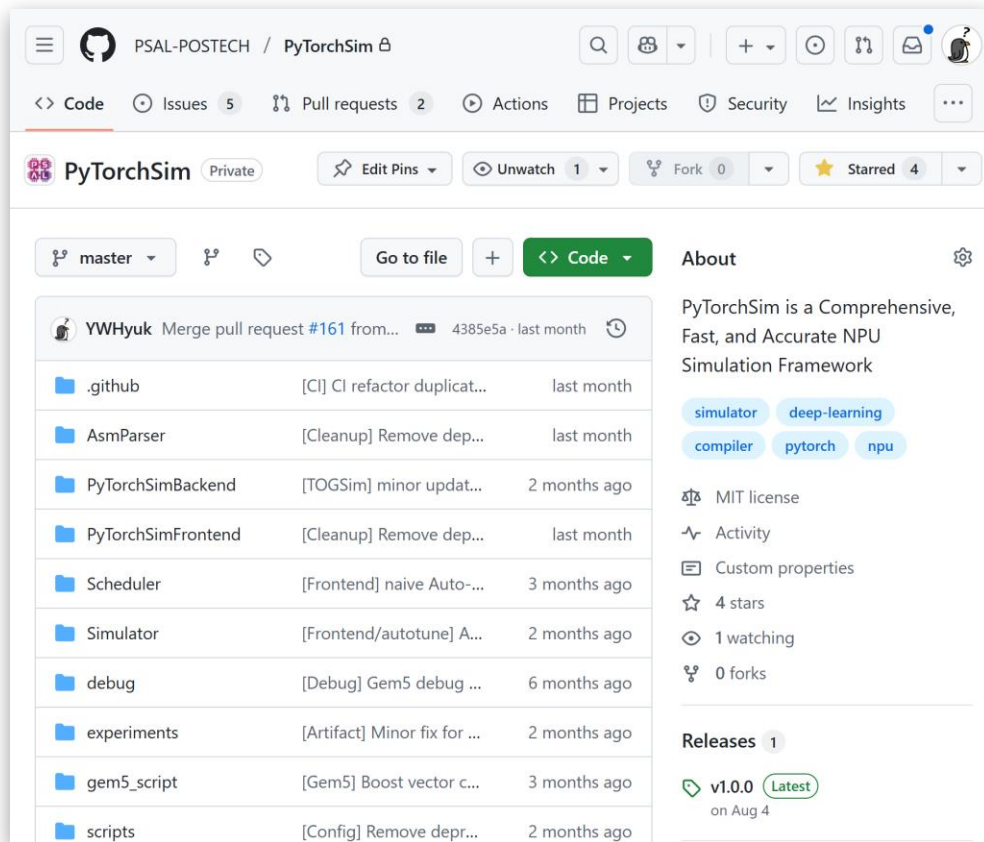 PSAL-POSTECH / PyTorchSim
Code Issues 5 Pull requests 2 Actions Projects Security Insights
PyTorchSim Private Edit Pins Unwatch 1 Fork 0 Starred 4
master Go to file Code
YWHyuk Merge pull request #161 from... 4385e5a · last month
.github [CI] CI refactor duplicat... last month
AsmParser [Cleanup] Remove dep... last month
PyTorchSimBackend [TOGSim] minor updat... 2 months ago
PyTorchSimFrontend [Cleanup] Remove dep... last month
Scheduler [Frontend] naive Auto-... 3 months ago
Simulator [Frontend/autotune] A... 2 months ago
debug [Debug] Gem5 debug ... 6 months ago
experiments [Artifact] Minor fix for ... 2 months ago
gem5_script [Gem5] Boost vector c... 3 months ago
scripts [Config] Remove depr... 2 months ago
About
PyTorchSim is a Comprehensive,
Fast, and Accurate NPU
Simulation Framework
simulator deep-learning
compiler pytorch npu
MIT license
Activity
Custom properties
4 stars
1 watching
0 forks
Releases 1
v1.0.0 Latest
on Aug 4